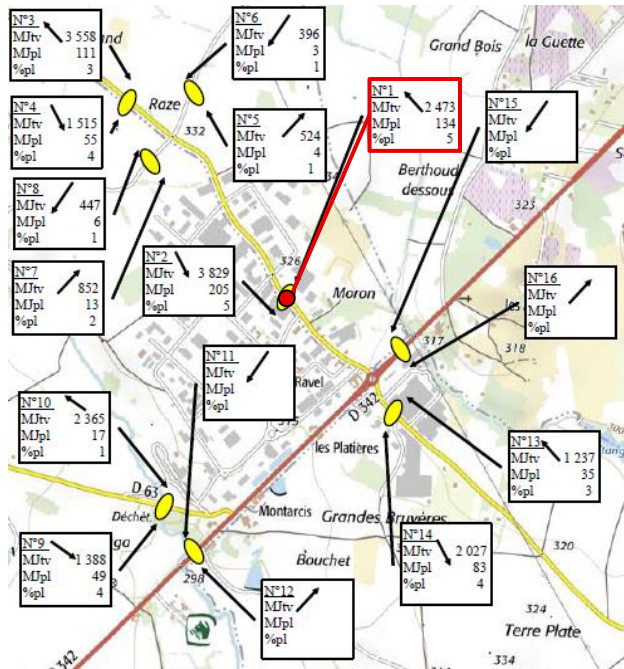 N°3
MJtv 3 558
MJpl 111
%pl 3
N°6
MJtv 396
MJpl 3
%pl 1
N°1
MJtv 2 473
MJpl 134
%pl 5
Grand Bois
la Guette
N°15
MJtv
MJpl
%pl
Raze
332
N°4
MJtv 1 515
MJpl 55
%pl 4
N°5
MJtv 524
MJpl 4
%pl 1
Berthoud
dessous
323
N°8
MJtv 447
MJpl 6
%pl 1
N°2
MJtv 3 829
MJpl 205
%pl 5
326
N°7
MJtv 852
MJpl 13
%pl 2
Moron
N°16
MJtv
MJpl
%pl
317
318
N°11
MJtv
MJpl
%pl
Ravel
D 342
N°10
MJtv 2 365
MJpl 17
%pl 1
les Platières
N°13
MJtv 1 237
MJpl 35
%pl 3
D 63
Déchèt.
Montarcis
Grandes Bruyères
N°9
MJtv 1 388
MJpl 49
%pl 4
298
Bouchet
N°14
MJtv 2 027
MJpl 83
%pl 4
320
N°12
MJtv
MJpl
%pl
324
Terre Plate
D 342
334